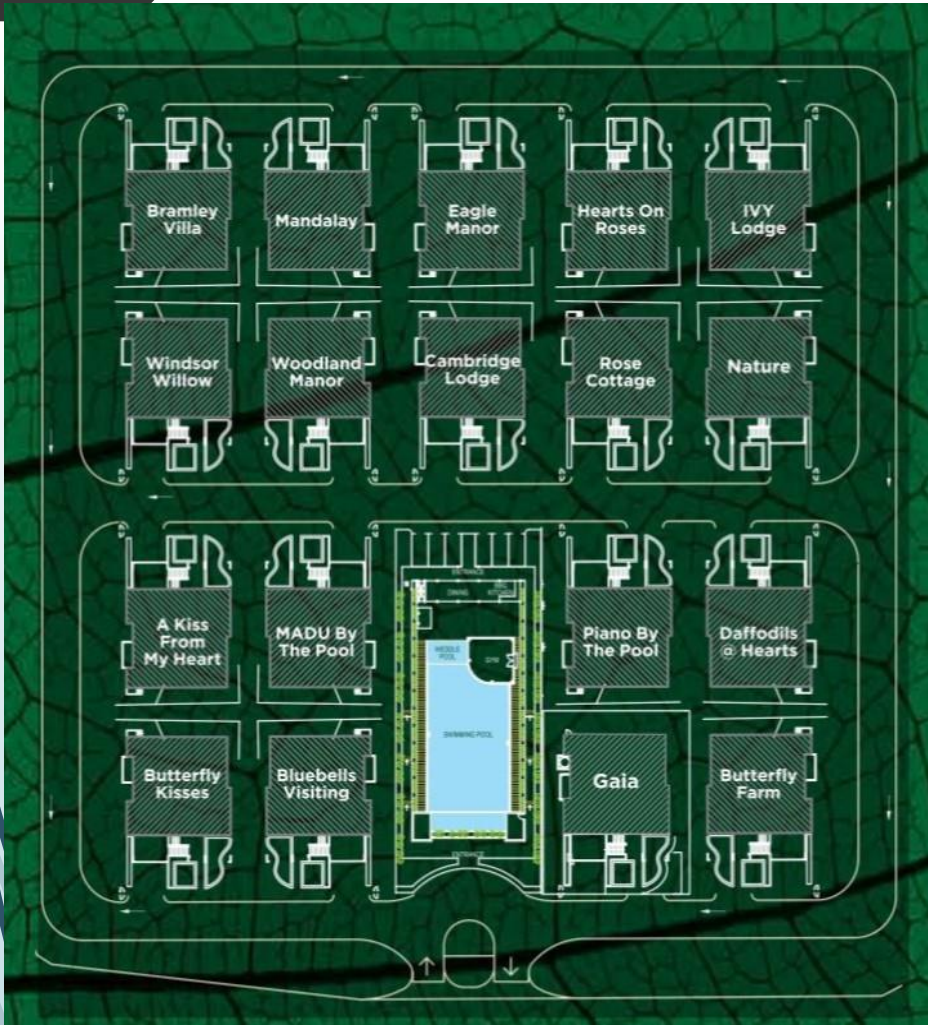 Bramley
Villa
Mandalay
Eagle
Manor
Hearts On
Roses
IVY
Lodge
Windsor
Willow
Woodland
Manor
Cambridge
Lodge
Rose
Cottage
Nature
A Kiss
From
My Heart
MADU By
The Pool
ENTRANCE
DINING
POOL
GYM
SWIMMING POOL
ENTRANCE
Piano By
The Pool
Daffodils
@ Hearts
Butterfly
Kisses
Bluebells
Visiting
Gaia
Butterfly
Farm